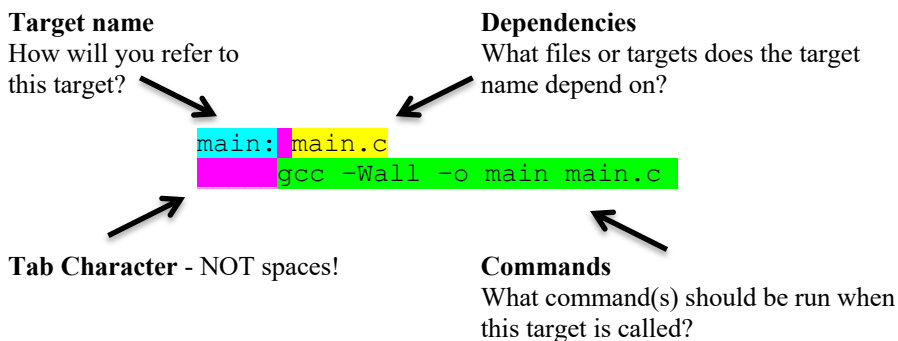 Target name
How will you refer to
this target?
Dependencies
What files or targets does the target
name depend on?
main: main.c
gcc –Wall –o main main.c
Tab Character - NOT spaces!
Commands
What command(s) should be run when
this target is called?